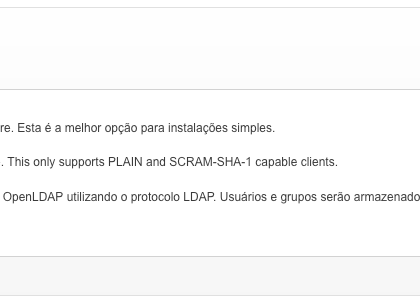 re. Esta é a melhor opção para instalações simples.
. This only supports PLAIN and SCRAM-SHA-1 capable clients.
OpenLDAP utilizando o protocolo LDAP. Usuários e grupos serão armazenado